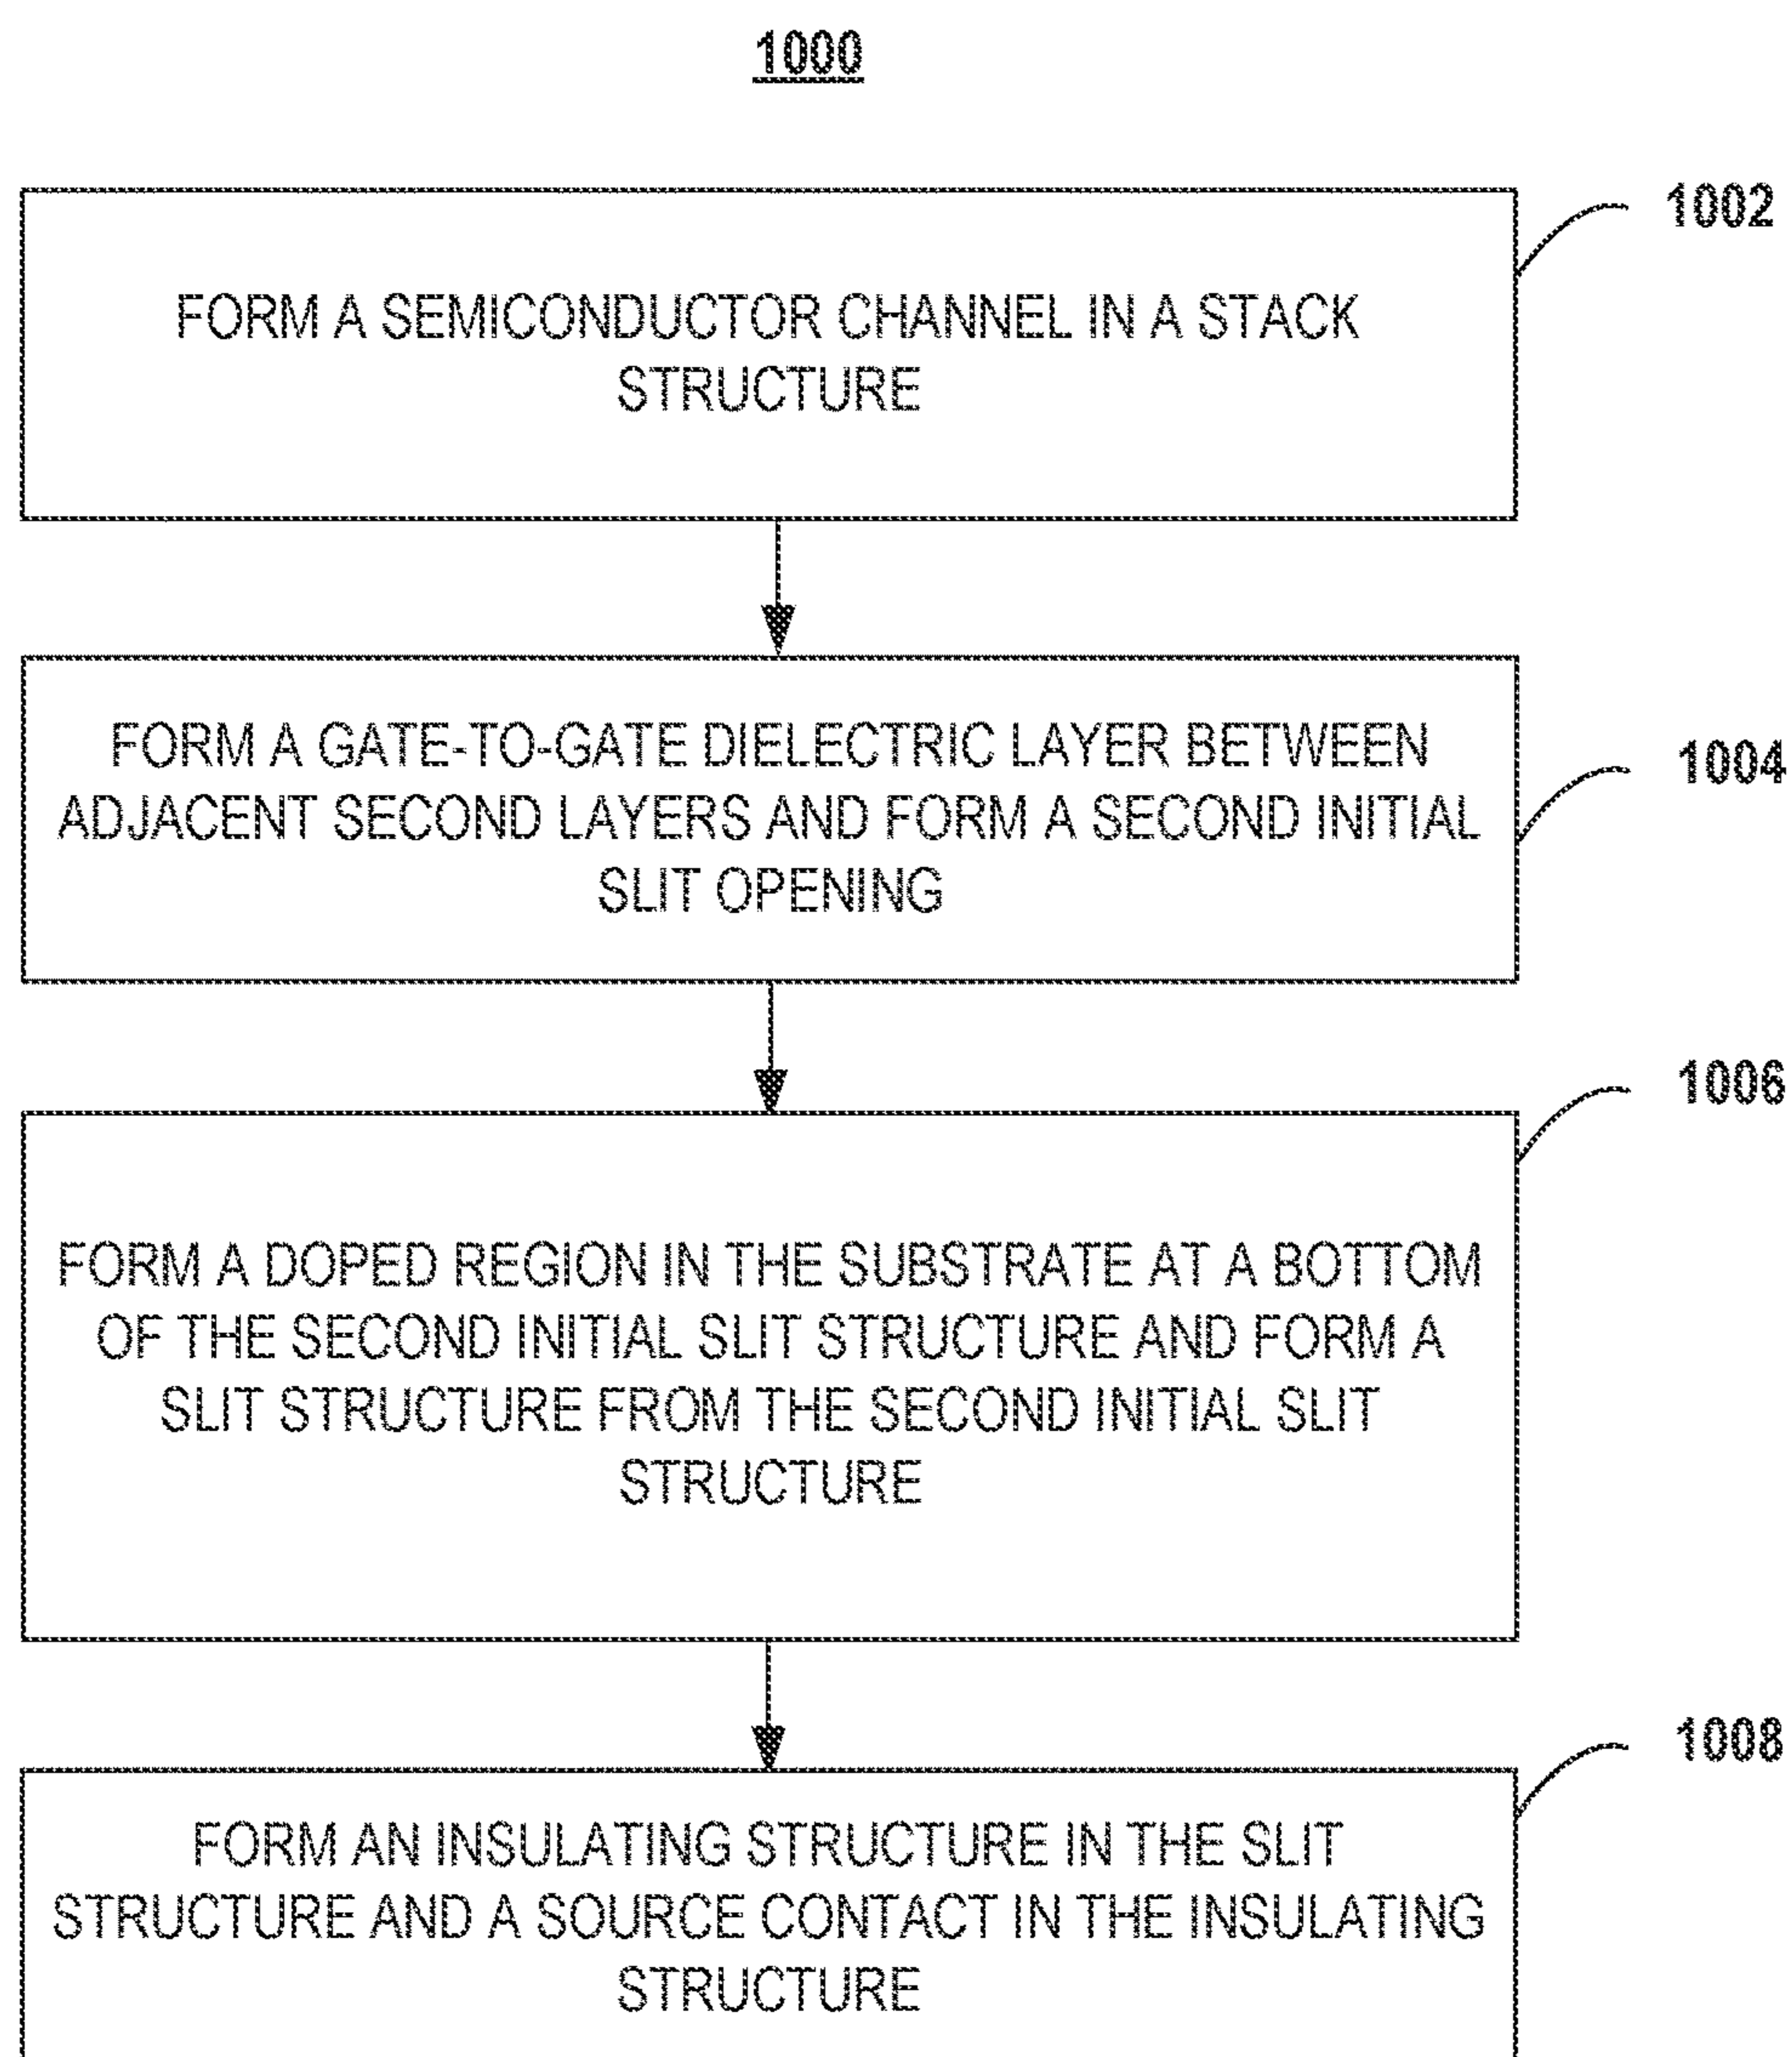 1000
1002
FORM A SEMICONDUCTOR CHANNEL IN A STACK
STRUCTURE
1004
FORM A GATE-TO-GATE DIELECTRIC LAYER BETWEEN
ADJACENT SECOND LAYERS AND FORM A SECOND INITIAL
SLIT OPENING
1006
FORM A DOPED REGION IN THE SUBSTRATE AT A BOTTOM
OF THE SECOND INITIAL SLIT STRUCTURE AND FORM A
SLIT STRUCTURE FROM THE SECOND INITIAL SLIT
STRUCTURE
1008
FORM AN INSULATING STRUCTURE IN THE SLIT
STRUCTURE AND A SOURCE CONTACT IN THE INSULATING
STRUCTURE